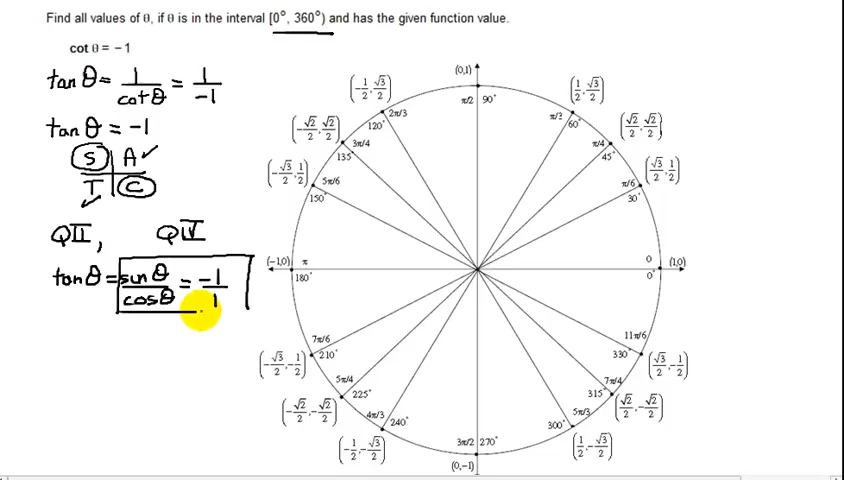 Find all values of θ, if θ is in the interval [0°, 360°) and has the given function value.
cot θ = − 1
tan θ = 1/cot θ = 1/-1
tan θ = -1
S A
T C
QII, QIV
tan θ = sin θ/cos θ = -1/1
(0,1)
π/2 90°
(-1/2, √3/2) 2π/3 120°
(1/2, √3/2) π/3 60°
(-√2/2, √2/2) 3π/4 135°
(√2/2, √2/2) π/4 45°
(-√3/2, 1/2) 5π/6 150°
(√3/2, 1/2) π/6 30°
(−1,0) π 180°
0 0° (1,0)
7π/6 210° (-√3/2, -1/2)
11π/6 330° (√3/2, -1/2)
5π/4 225° (-√2/2, -√2/2)
7π/4 315° (√2/2, -√2/2)
4π/3 240° (-1/2, -√3/2)
5π/3 300° (1/2, -√3/2)
3π/2 270°
(0,−1)